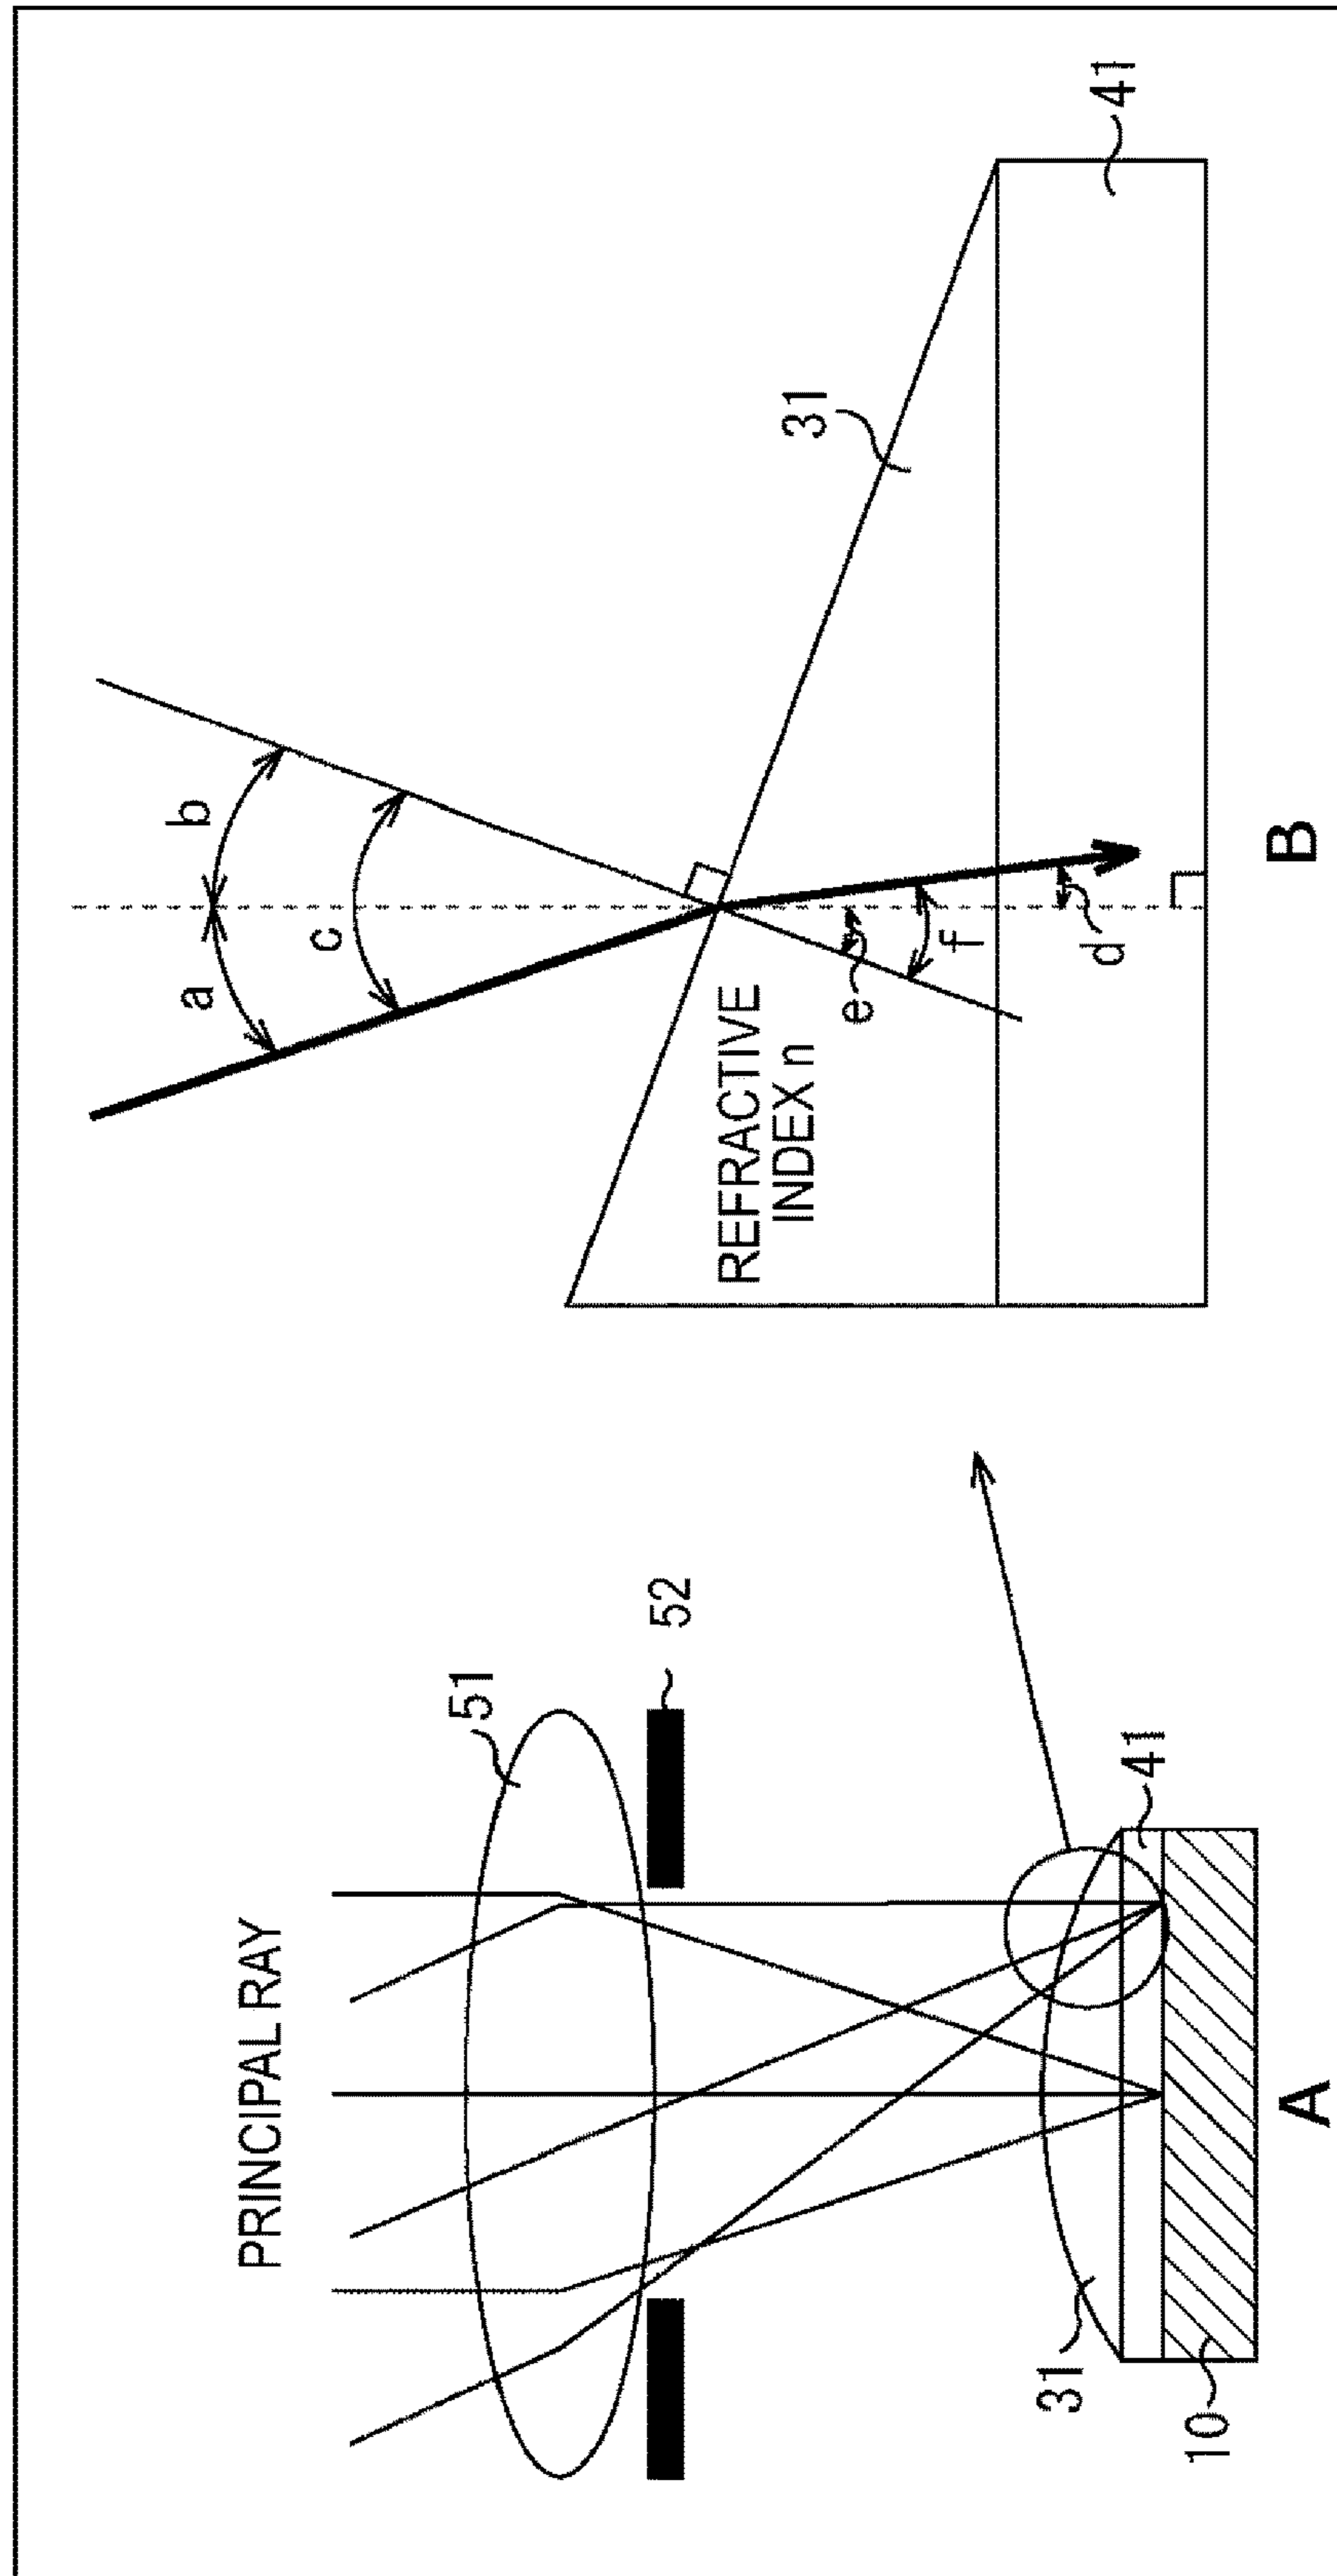 PRINCIPAL RAY
51
52
31
41
10
A
a
b
c
31
REFRACTIVE
INDEX n
e
f
d
41
B